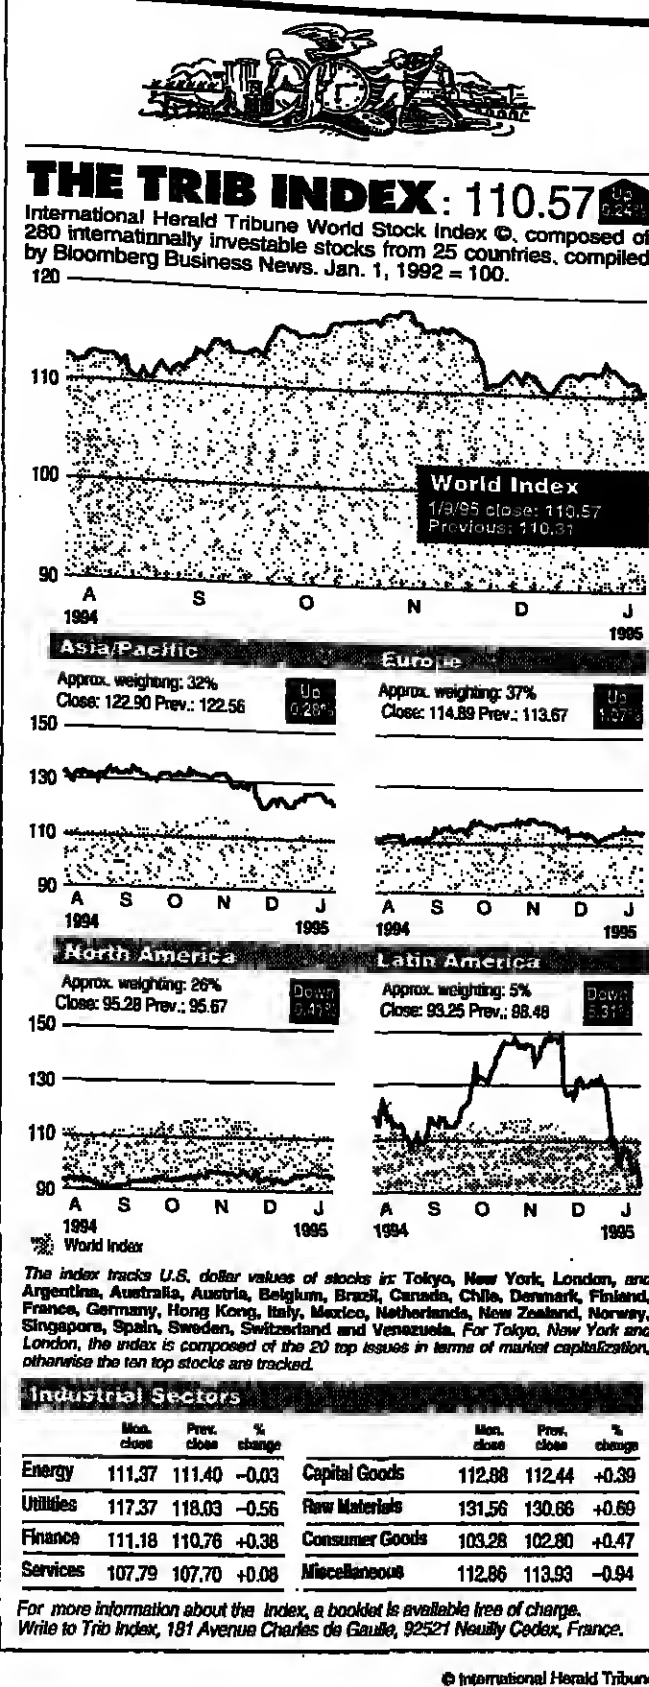 THE TRIB INDEX: 110.57 Up 0.24%
International Herald Tribune World Stock Index ©, composed of
280 internationally investable stocks from 25 countries, compiled
by Bloomberg Business News. Jan. 1, 1992 = 100.
120
110
100
90
World Index
1/9/95 close: 110.57
Previous: 110.31
A S O N D J
1994 1995
Asia/Pacific
Approx. weighting: 32%
Close: 122.90 Prev.: 122.56
Up
0.28%
Europe
Approx. weighting: 37%
Close: 114.89 Prev.: 113.67
Up
1.07%
150
130
110
90
A S O N D J
1994 1995
A S O N D J
1994 1995
North America
Approx. weighting: 26%
Close: 95.28 Prev.: 95.67
Down
0.41%
Latin America
Approx. weighting: 5%
Close: 93.25 Prev.: 98.48
Down
5.31%
150
130
110
90
A S O N D J
1994 1995
A S O N D J
1994 1995
World Index
The index tracks U.S. dollar values of stocks in: Tokyo, New York, London, and
Argentina, Australia, Austria, Belgium, Brazil, Canada, Chile, Denmark, Finland,
France, Germany, Hong Kong, Italy, Mexico, Netherlands, New Zealand, Norway,
Singapore, Spain, Sweden, Switzerland and Venezuela. For Tokyo, New York and
London, the index is composed of the 20 top issues in terms of market capitalization,
otherwise the ten top stocks are tracked.
Industrial Sectors
Mon. close Prev. close % change Mon. close Prev. close % change
Energy 111.37 111.40 –0.03 Capital Goods 112.88 112.44 +0.39
Utilities 117.37 118.03 –0.56 Raw Materials 131.56 130.66 +0.69
Finance 111.18 110.76 +0.38 Consumer Goods 103.28 102.80 +0.47
Services 107.79 107.70 +0.08 Miscellaneous 112.86 113.93 –0.94
For more information about the Index, a booklet is available free of charge.
Write to Trib Index, 181 Avenue Charles de Gaulle, 92521 Neuilly Cedex, France.
© International Herald Tribune